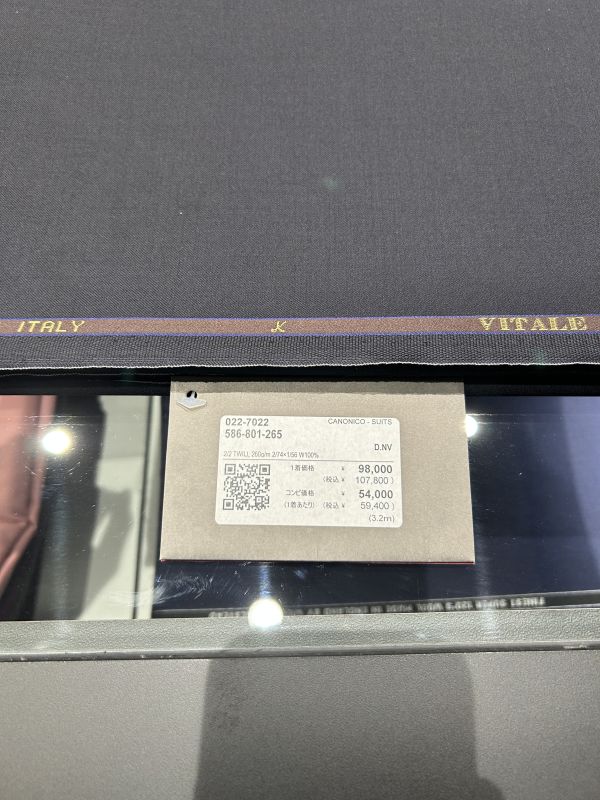 ITALY K VITALE
022-7022 CANONICO - SUITS
586-801-265
D.NV
2/2 TWILL 260g/m 2/74×1/56 W100%
1着価格 ¥ 98,000
(税込 ¥ 107,800 )
コンビ価格 ¥ 54,000
(1着あたり) (税込 ¥ 59,400 )
(3.2m)